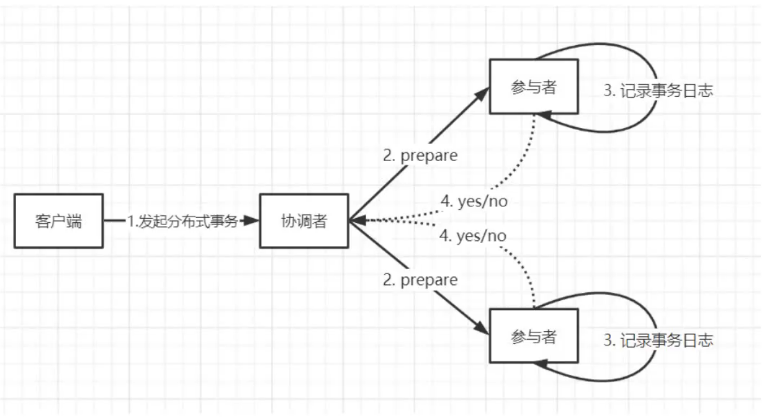 参与者
3. 记录事务日志
2. prepare
4. yes/no
客户端
1.发起分布式事务
协调者
4. yes/no
2. prepare
参与者
3. 记录事务日志